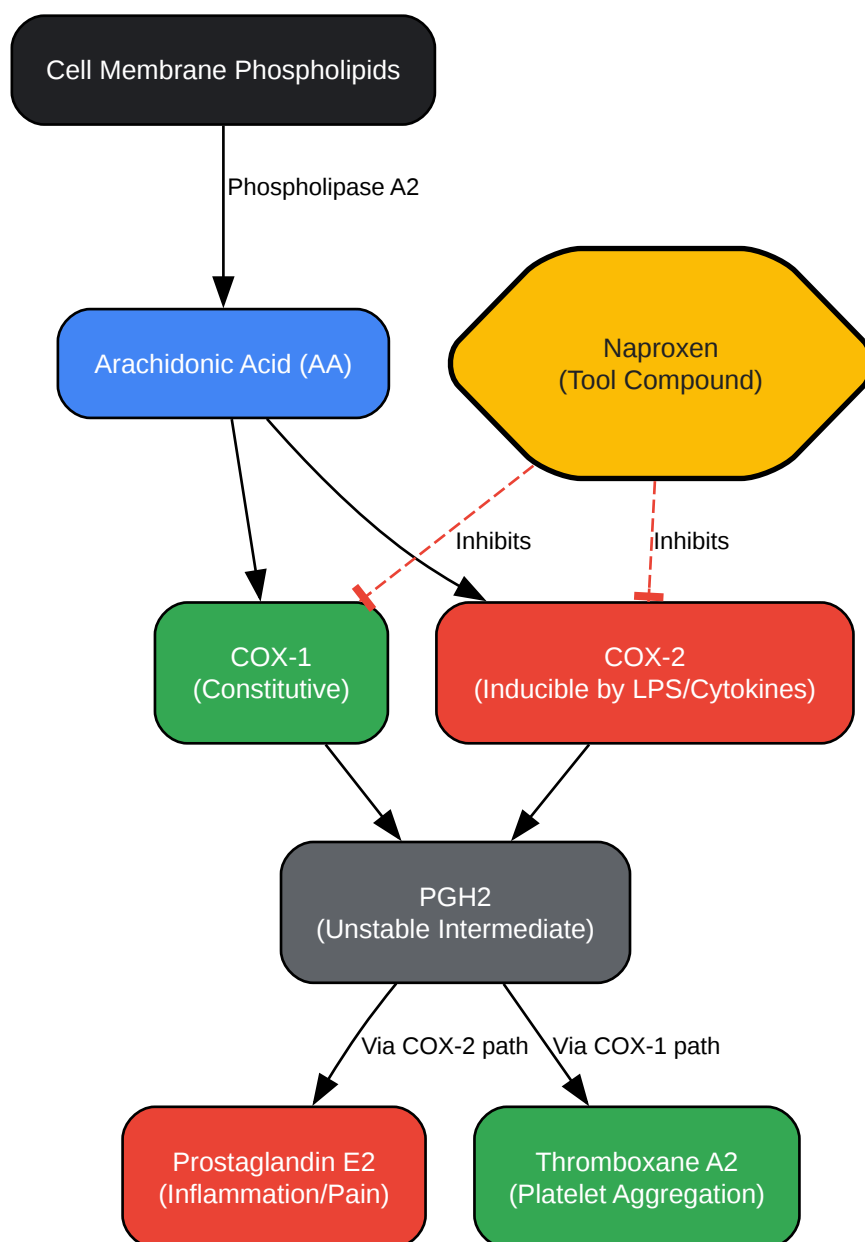 Cell Membrane Phospholipids
Phospholipase A2
Naproxen
(Tool Compound)
Arachidonic Acid (AA)
Inhibits
Inhibits
COX-1
(Constitutive)
COX-2
(Inducible by LPS/Cytokines)
PGH2
(Unstable Intermediate)
Via COX-2 path
Via COX-1 path
Prostaglandin E2
(Inflammation/Pain)
Thromboxane A2
(Platelet Aggregation)